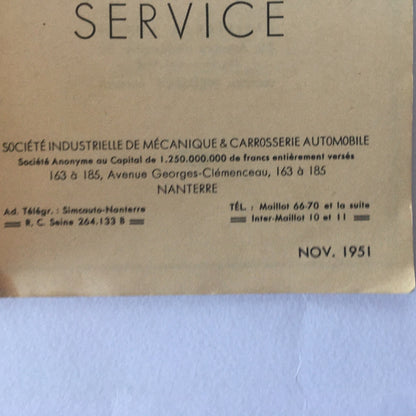 SERVICE
SOCIÉTÉ INDUSTRIELLE DE MÉCANIQUE & CARROSSERIE AUTOMOBILE
Société Anonyme au Capital de 1.250.000.000 de francs entièrement versés
163 à 185, Avenue Georges-Clémenceau, 163 à 185
NANTERRE
Ad. Télégr. : Simcauto-Nanterre
R. C. Seine 264.133 B
TÉL. : Maillot 66-70 et la suite
Inter-Maillot 10 et 11
NOV. 1951